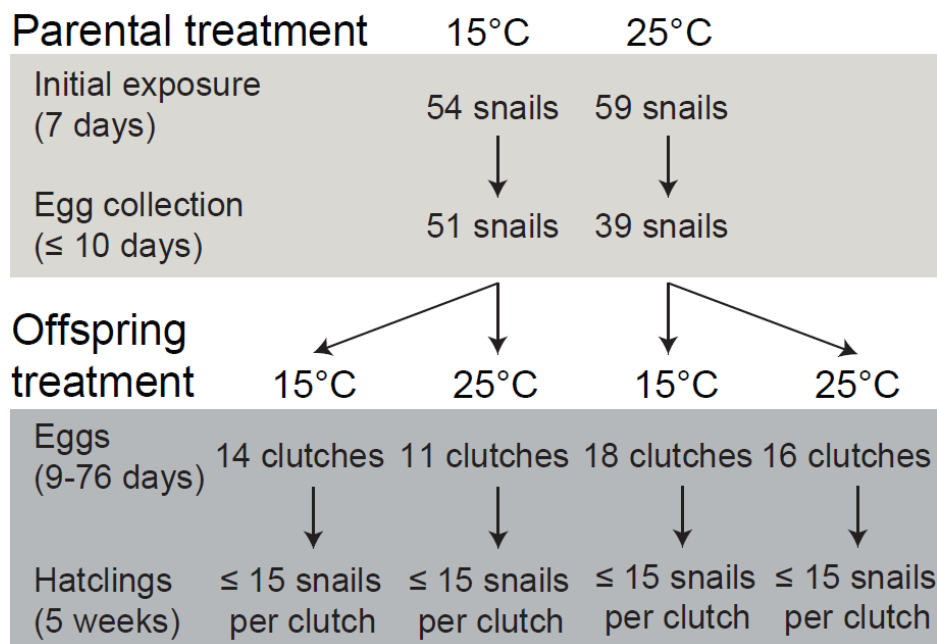 Parental treatment 15°C 25°C
Initial exposure
(7 days)
54 snails 59 snails
Egg collection
(≤ 10 days)
51 snails 39 snails
Offspring
treatment 15°C 25°C 15°C 25°C
Eggs
(9-76 days)
14 clutches 11 clutches 18 clutches 16 clutches
Hatclings
(5 weeks)
≤ 15 snails ≤ 15 snails ≤ 15 snails ≤ 15 snails
per clutch per clutch per clutch per clutch